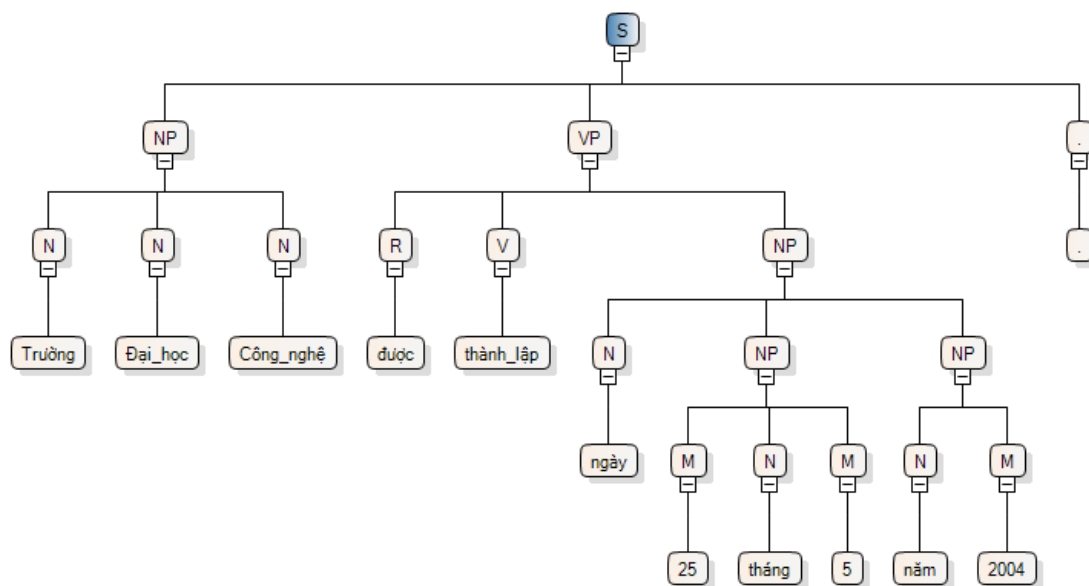 S
NP VP .
N N N R V NP .
Trường Đại_học Công_nghệ được thành_lập N NP NP
ngày M N M N M
25 tháng 5 năm 2004